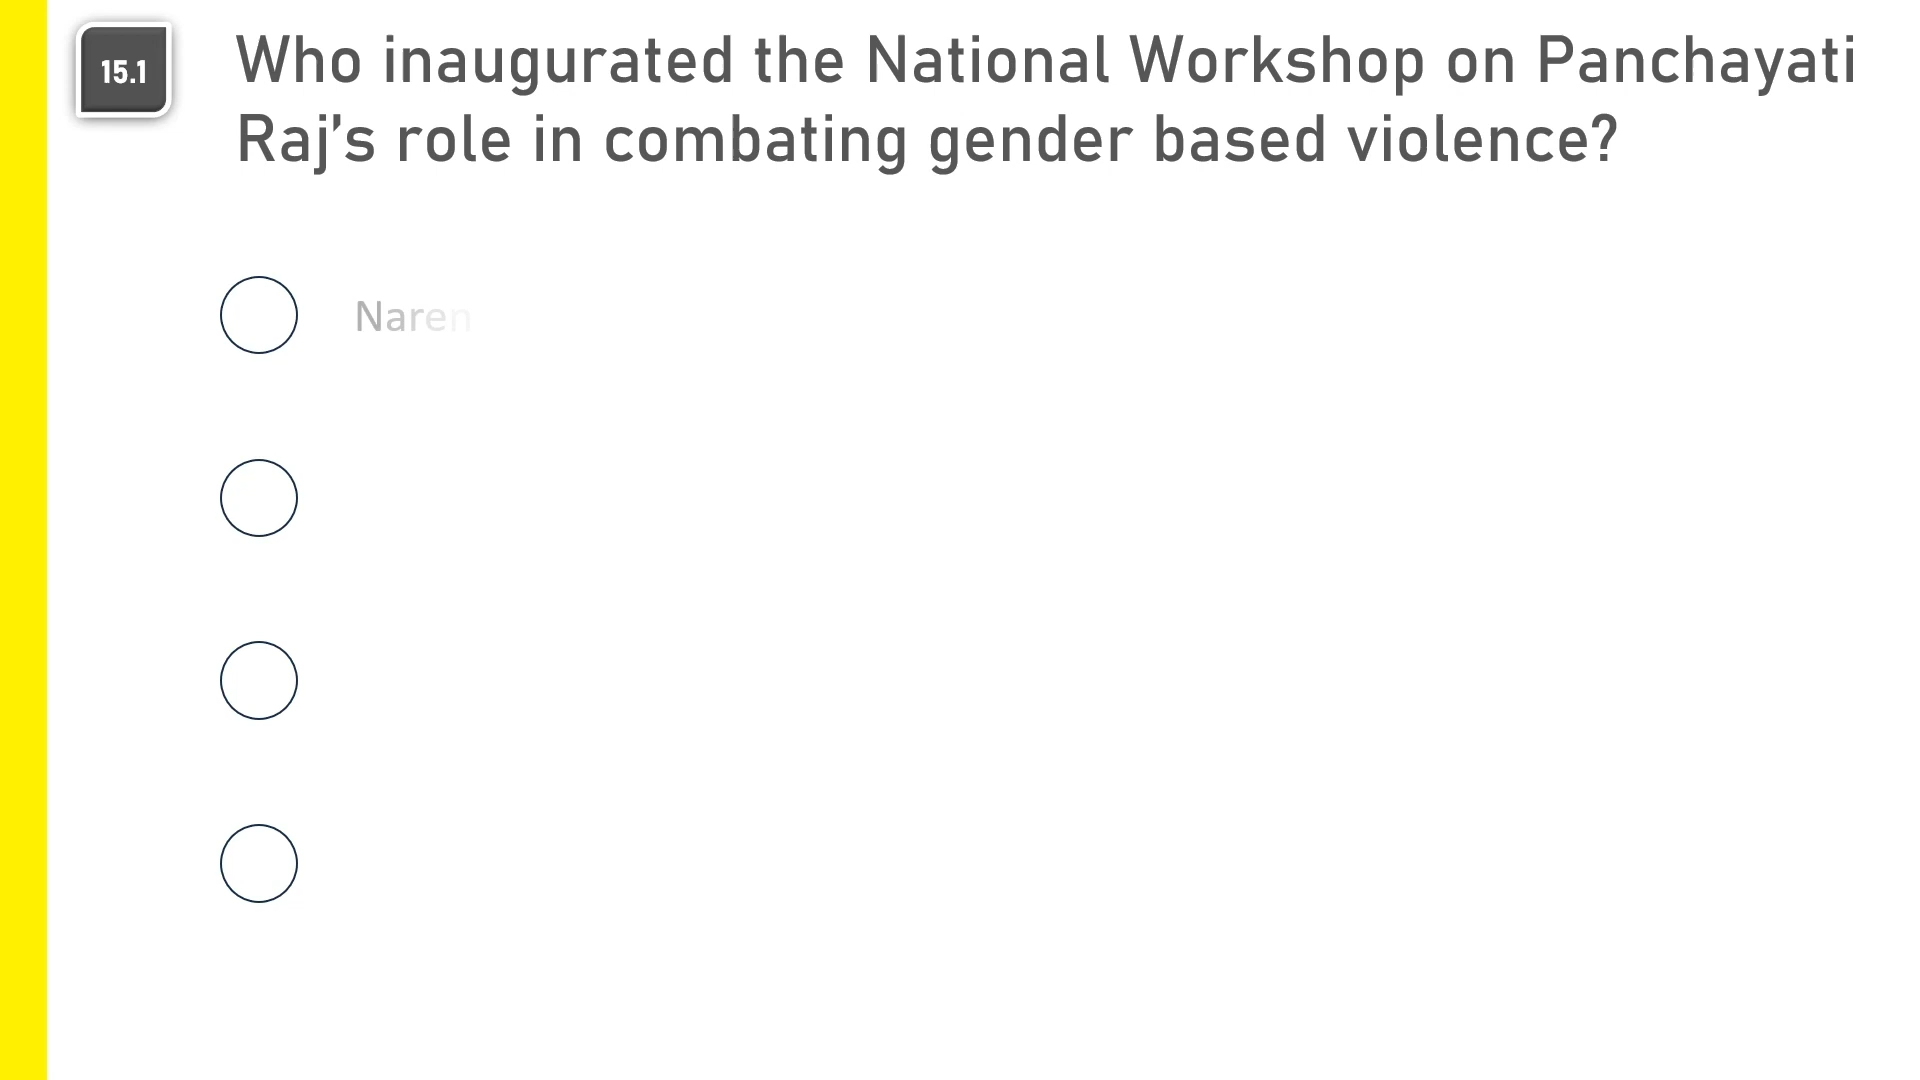 15.1
Who inaugurated the National Workshop on Panchayati
Raj’s role in combating gender based violence?
Naren